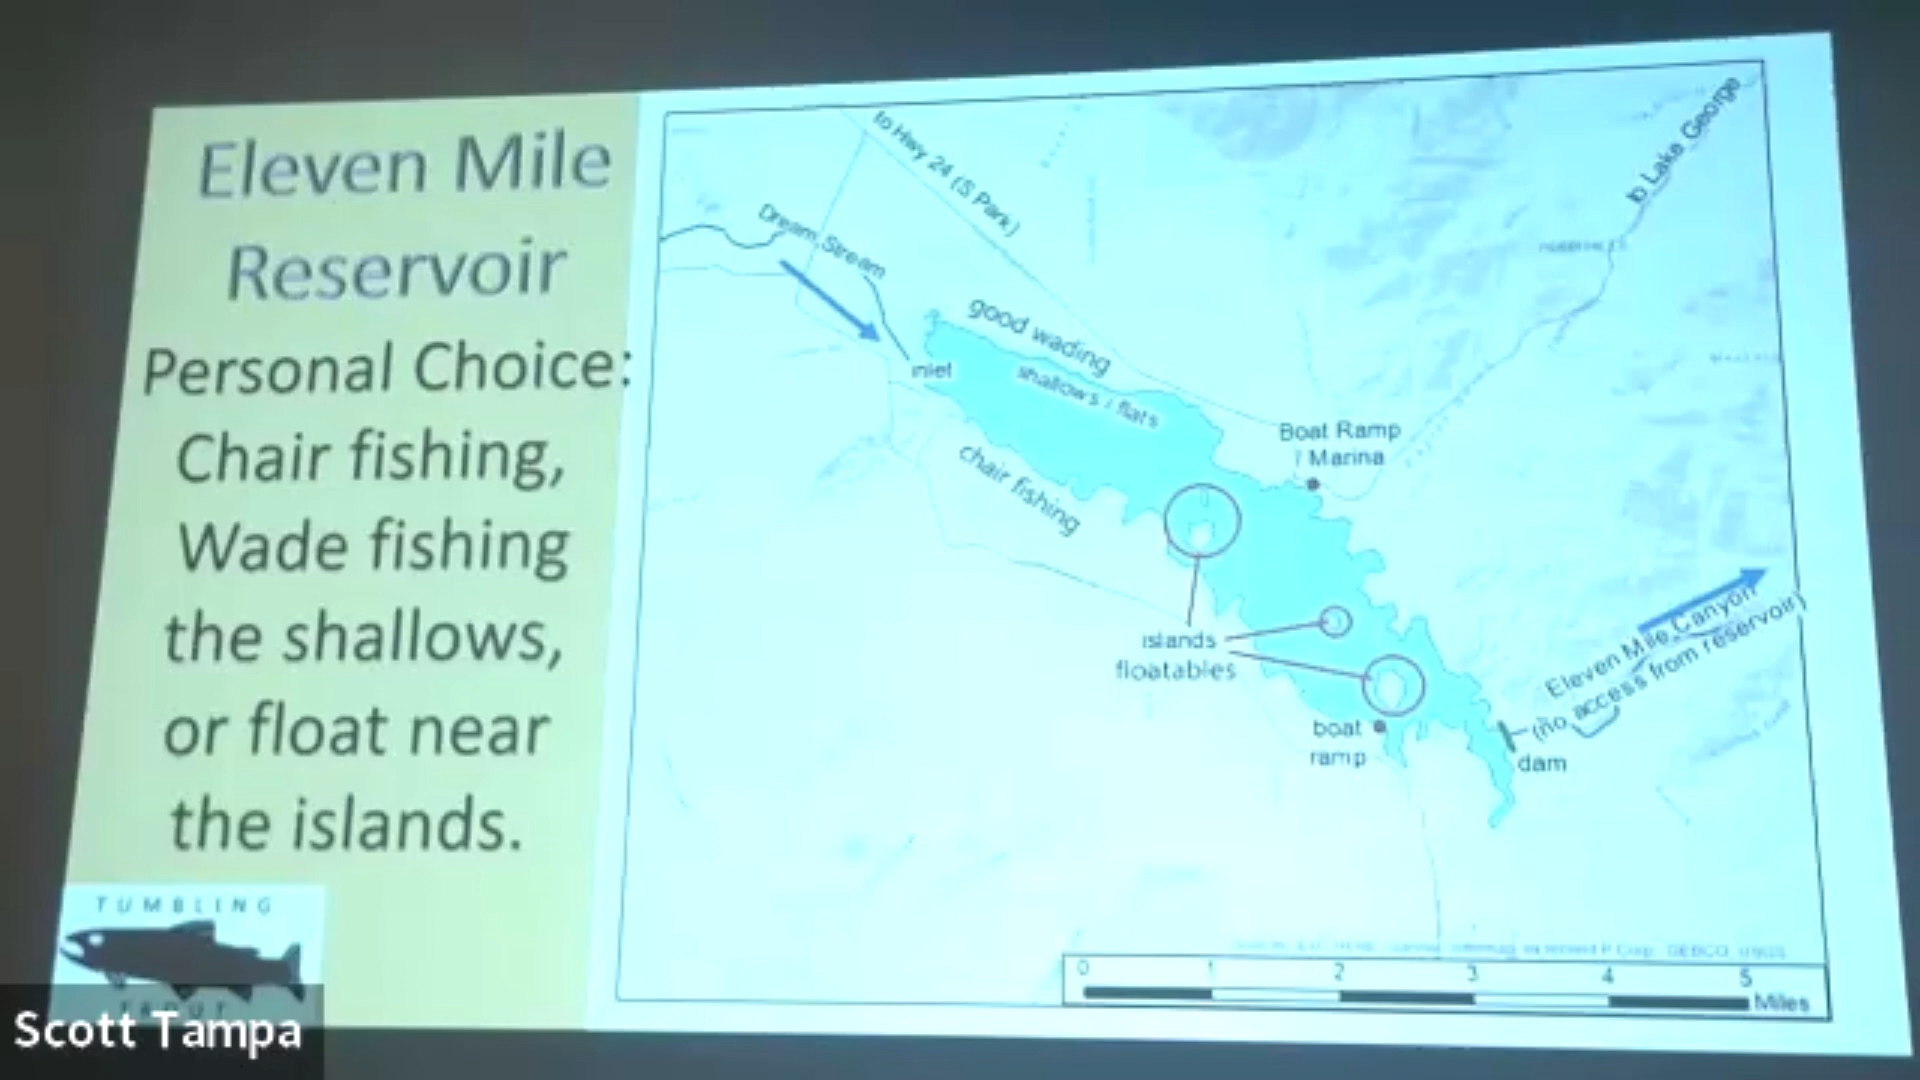 Eleven Mile
Reservoir
Personal Choice:
Chair fishing,
Wade fishing
the shallows,
or float near
the islands.
TUMBLING
TROUT
Scott Tampa
to Hwy 24 (S Park)
to Lake George
Dream Stream
good wading
inlet
shallows / flats
chair fishing
Boat Ramp
/ Marina
islands
floatables
boat
ramp
Eleven Mile Canyon
(no access from reservoir)
dam
GEBCO, USGS
0 1 2 3 4 5
Miles